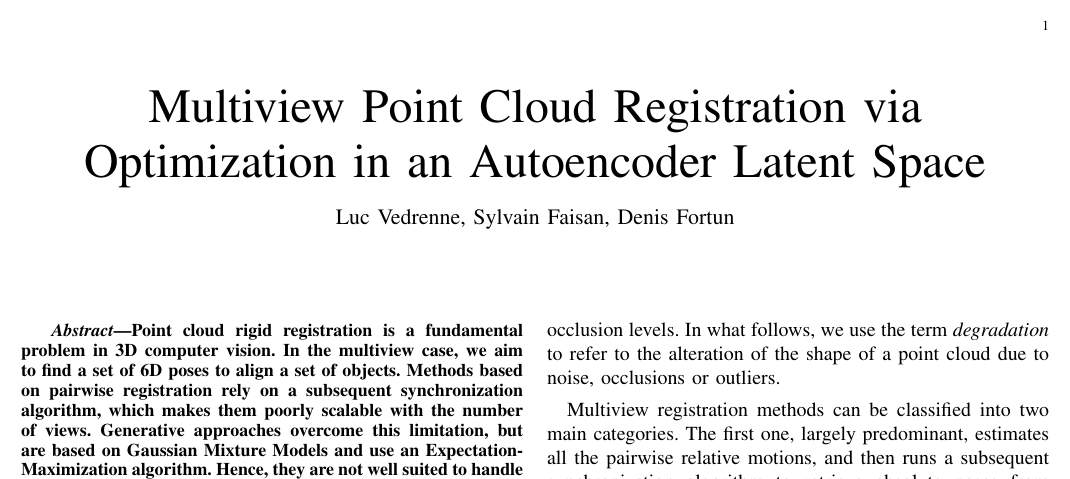 1
Multiview Point Cloud Registration via
Optimization in an Autoencoder Latent Space
Luc Vedrenne, Sylvain Faisan, Denis Fortun
Abstract—Point cloud rigid registration is a fundamental
problem in 3D computer vision. In the multiview case, we aim
to find a set of 6D poses to align a set of objects. Methods based
on pairwise registration rely on a subsequent synchronization
algorithm, which makes them poorly scalable with the number
of views. Generative approaches overcome this limitation, but
are based on Gaussian Mixture Models and use an Expectation-
Maximization algorithm. Hence, they are not well suited to handle
occlusion levels. In what follows, we use the term degradation
to refer to the alteration of the shape of a point cloud due to
noise, occlusions or outliers.
Multiview registration methods can be classified into two
main categories. The first one, largely predominant, estimates
all the pairwise relative motions, and then runs a subsequent